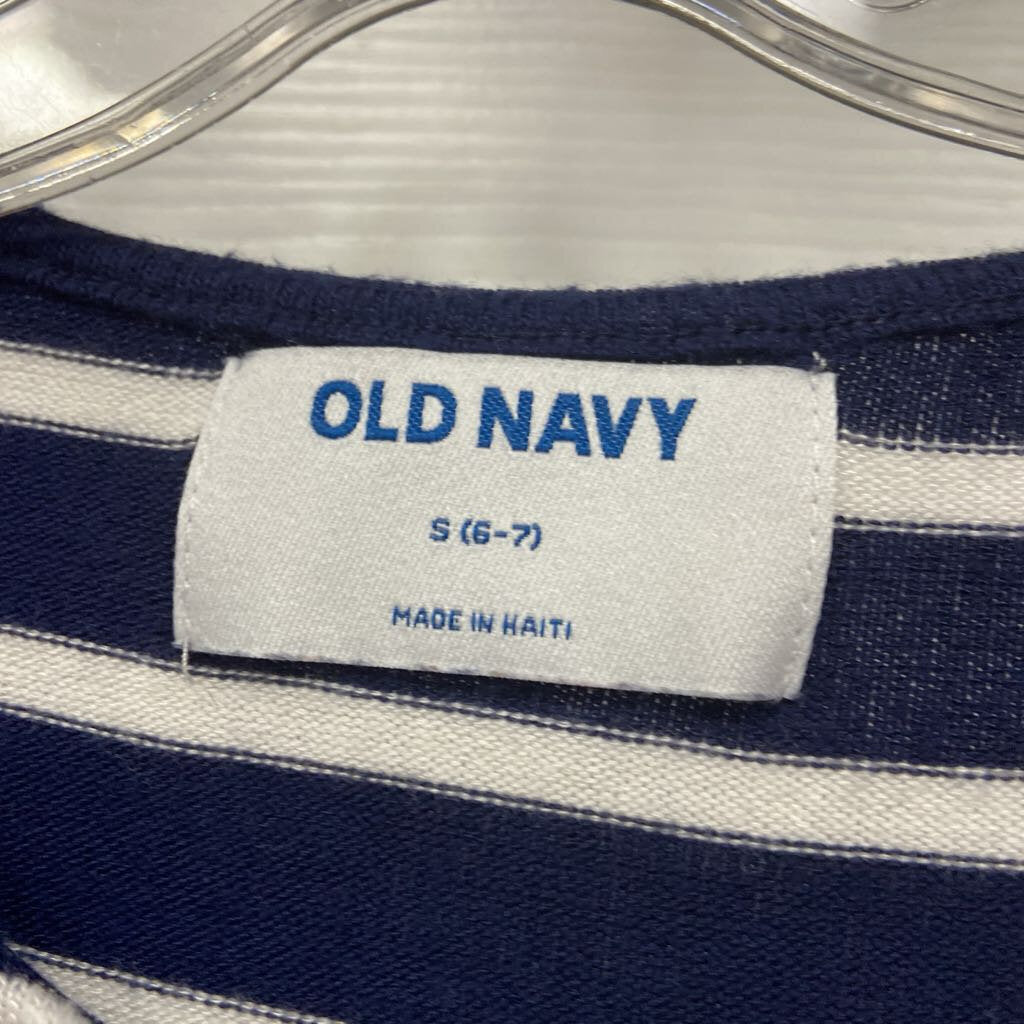 OLD NAVY
S (6-7)
MADE IN HAITI